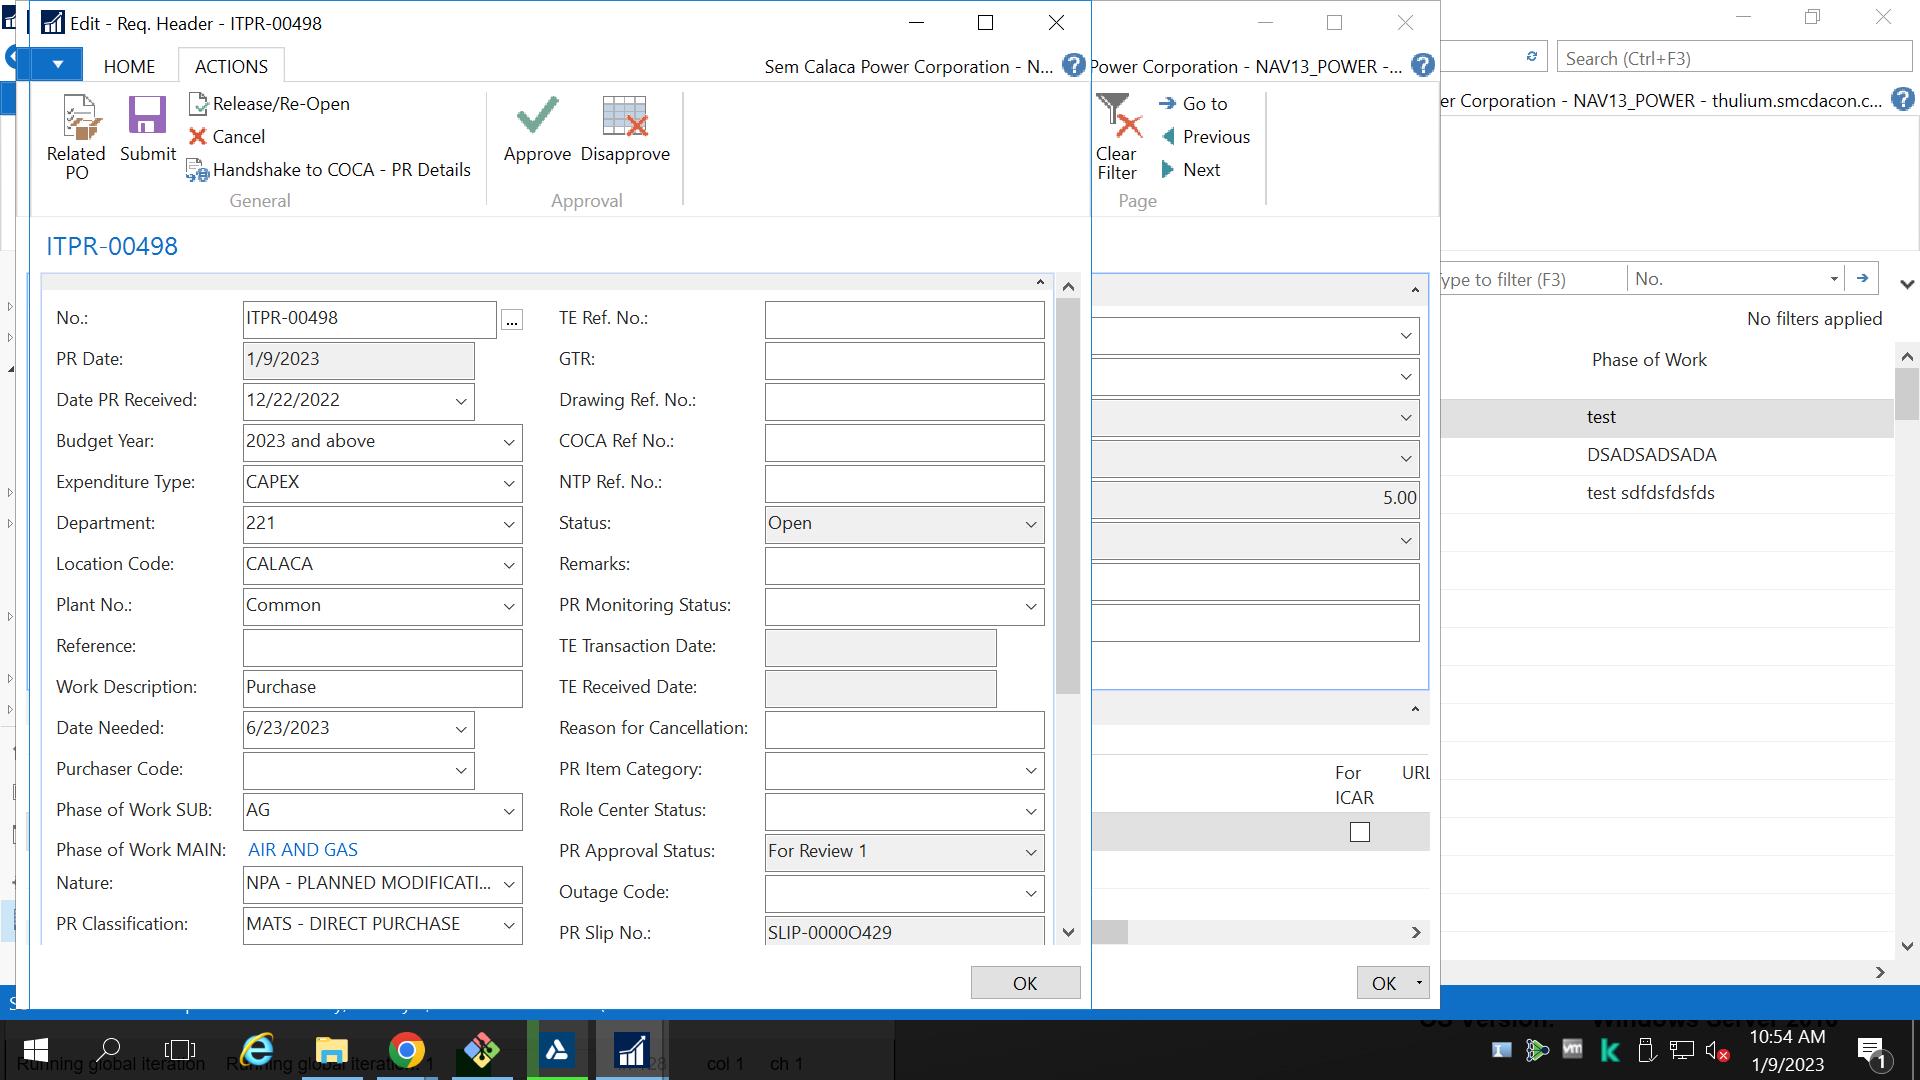 Edit - Req. Header - ITPR-00498
HOME
ACTIONS
Sem Calaca Power Corporation - N...
Power Corporation - NAV13_POWER -...
Search (Ctrl+F3)
er Corporation - NAV13_POWER - thulium.smcdacon.c...
Related PO
Submit
Release/Re-Open
Cancel
Handshake to COCA - PR Details
General
Approve
Disapprove
Approval
Clear Filter
Go to
Previous
Next
Page
ITPR-00498
No.: ITPR-00498 ...
PR Date: 1/9/2023
Date PR Received: 12/22/2022
Budget Year: 2023 and above
Expenditure Type: CAPEX
Department: 221
Location Code: CALACA
Plant No.: Common
Reference:
Work Description: Purchase
Date Needed: 6/23/2023
Purchaser Code:
Phase of Work SUB: AG
Phase of Work MAIN: AIR AND GAS
Nature: NPA - PLANNED MODIFICATI...
PR Classification: MATS - DIRECT PURCHASE
TE Ref. No.:
GTR:
Drawing Ref. No.:
COCA Ref No.:
NTP Ref. No.:
Status: Open
Remarks:
PR Monitoring Status:
TE Transaction Date:
TE Received Date:
Reason for Cancellation:
PR Item Category:
Role Center Status:
PR Approval Status: For Review 1
Outage Code:
PR Slip No.: SLIP-0000O429
OK
5.00
For ICAR
URL
OK
ype to filter (F3)
No.
No filters applied
Phase of Work
test
DSADSADSADA
test sdfdsfdsfds
Running global iteration
Running global iteration: 1
col 1
ch 1
10:54 AM
1/9/2023
1